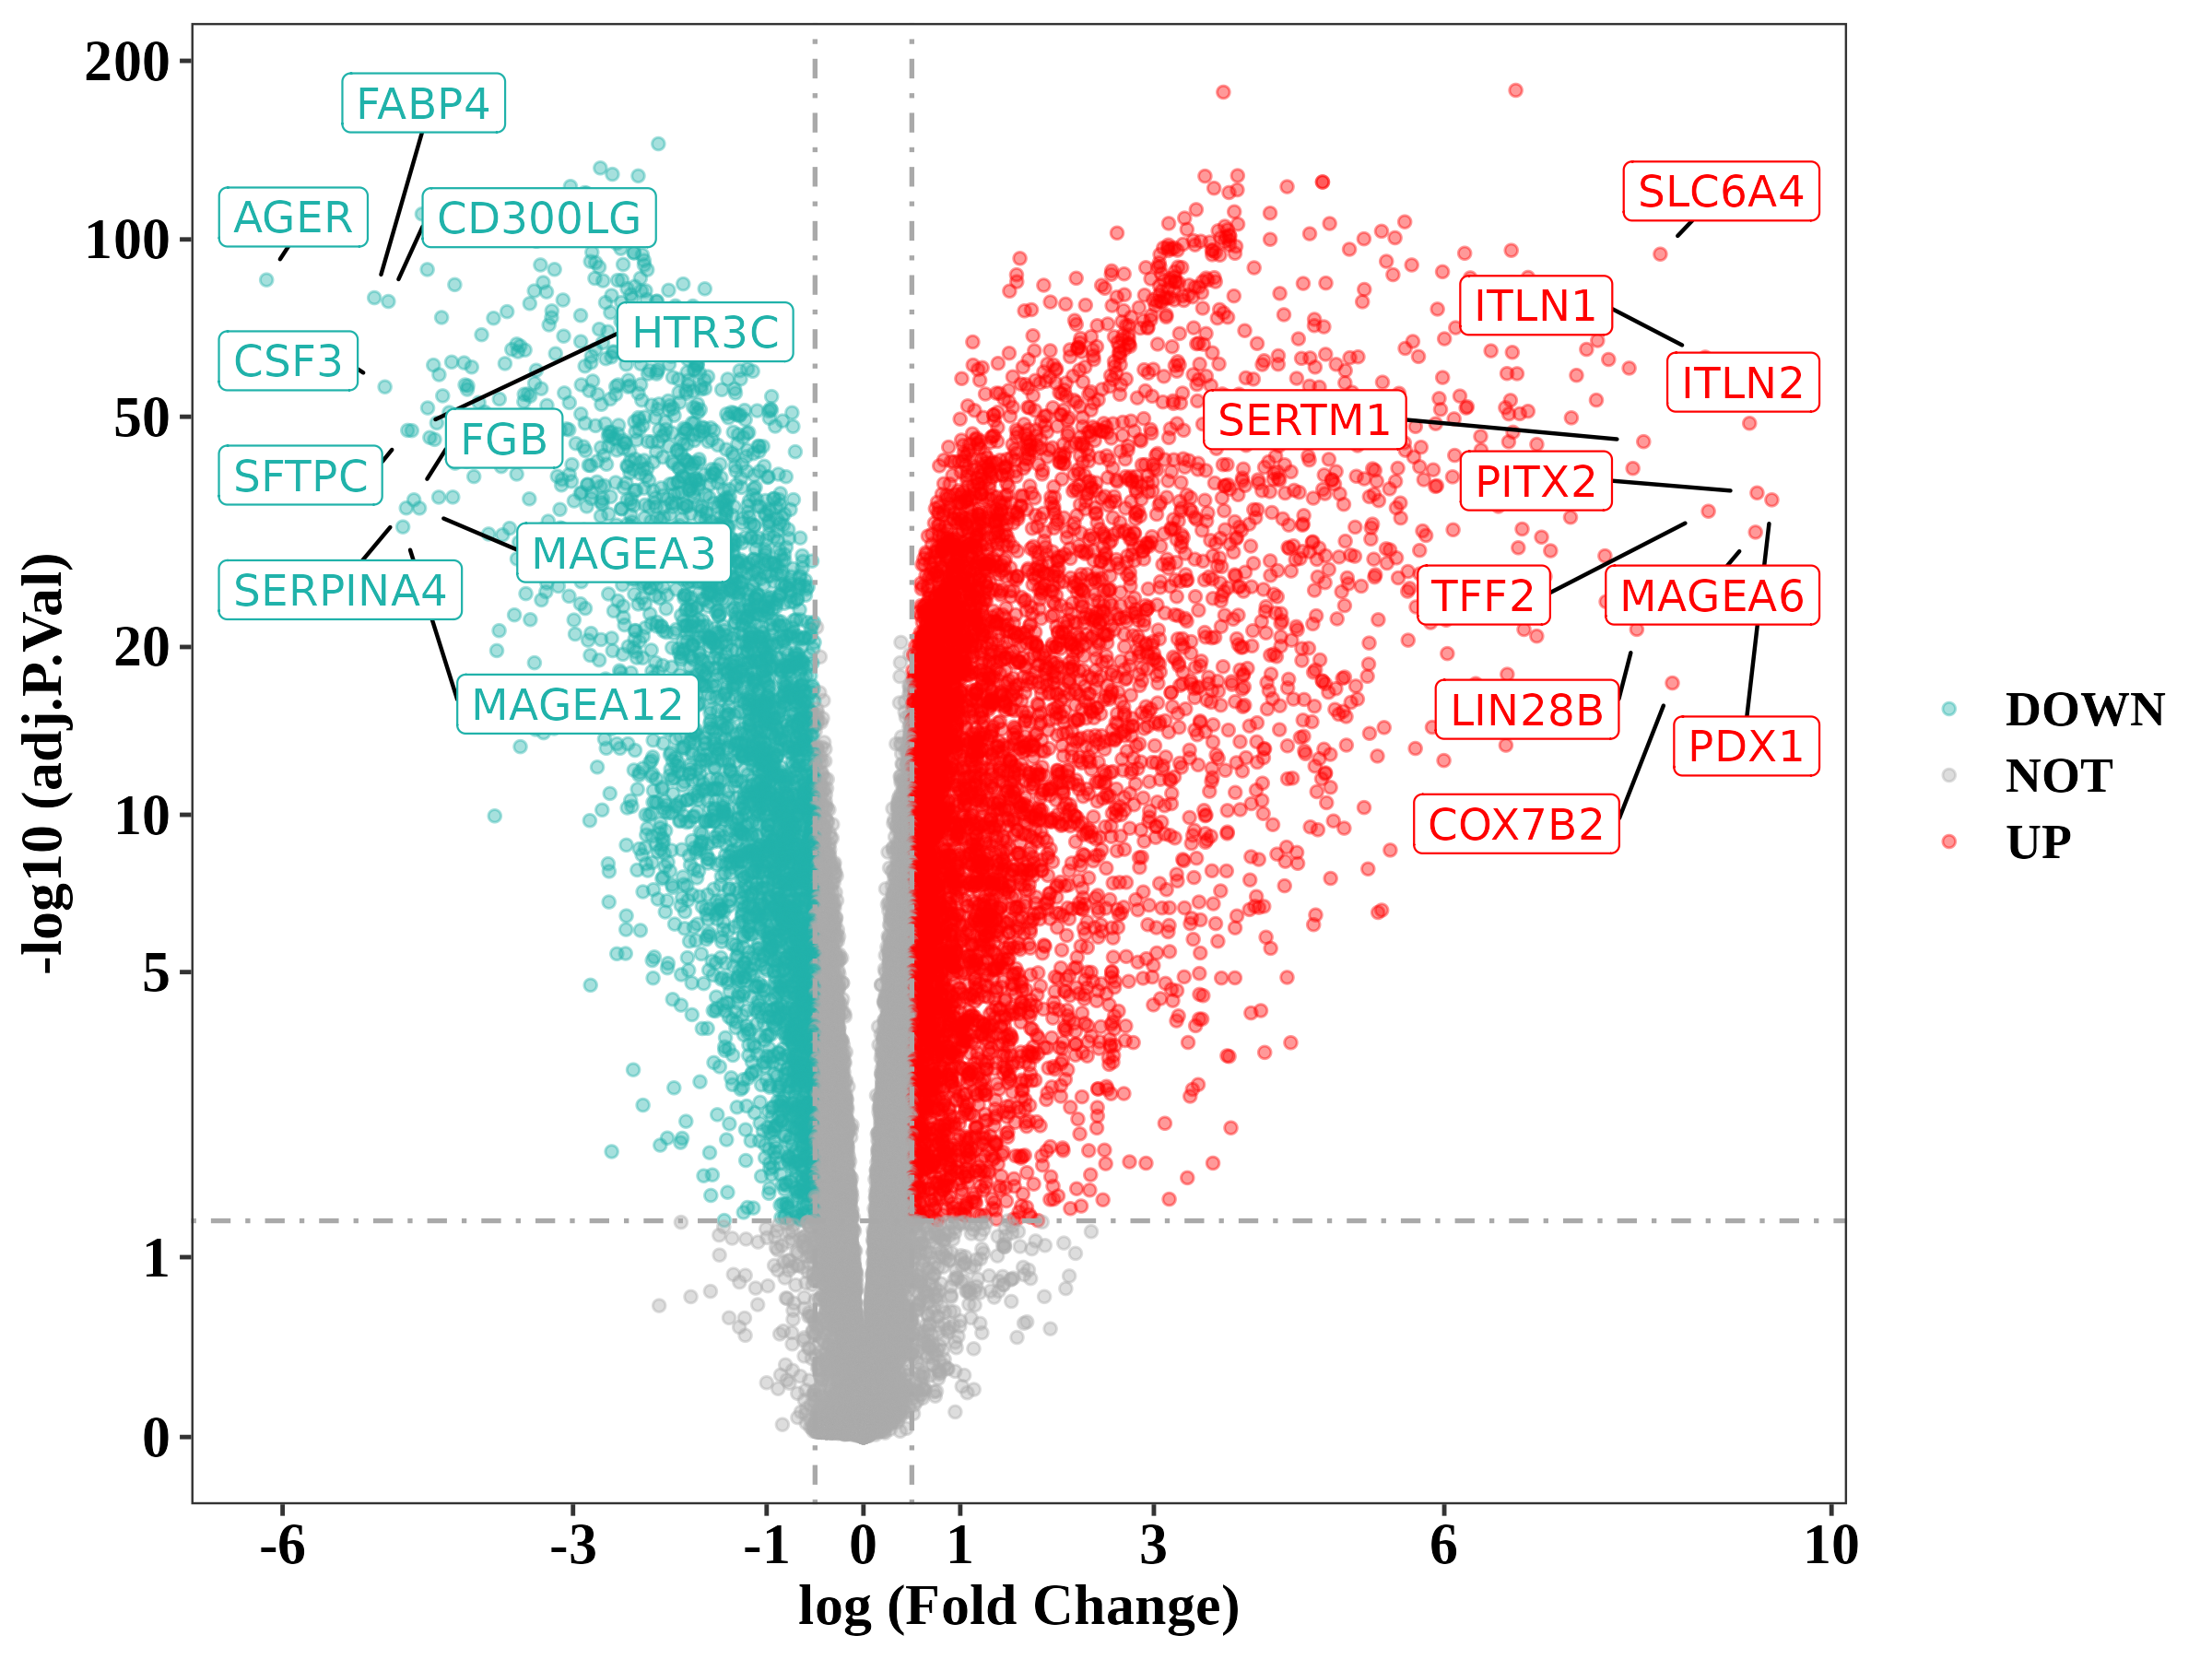 200
100
50
20
10
5
1
0
-log10 (adj.P.Val)
FABP4
AGER
CD300LG
HTR3C
CSF3
FGB
SFTPC
MAGEA3
SERPINA4
MAGEA12
SLC6A4
ITLN1
ITLN2
SERTM1
PITX2
TFF2
MAGEA6
LIN28B
PDX1
COX7B2
DOWN
NOT
UP
-6
-3
-1
0
1
3
6
10
log (Fold Change)